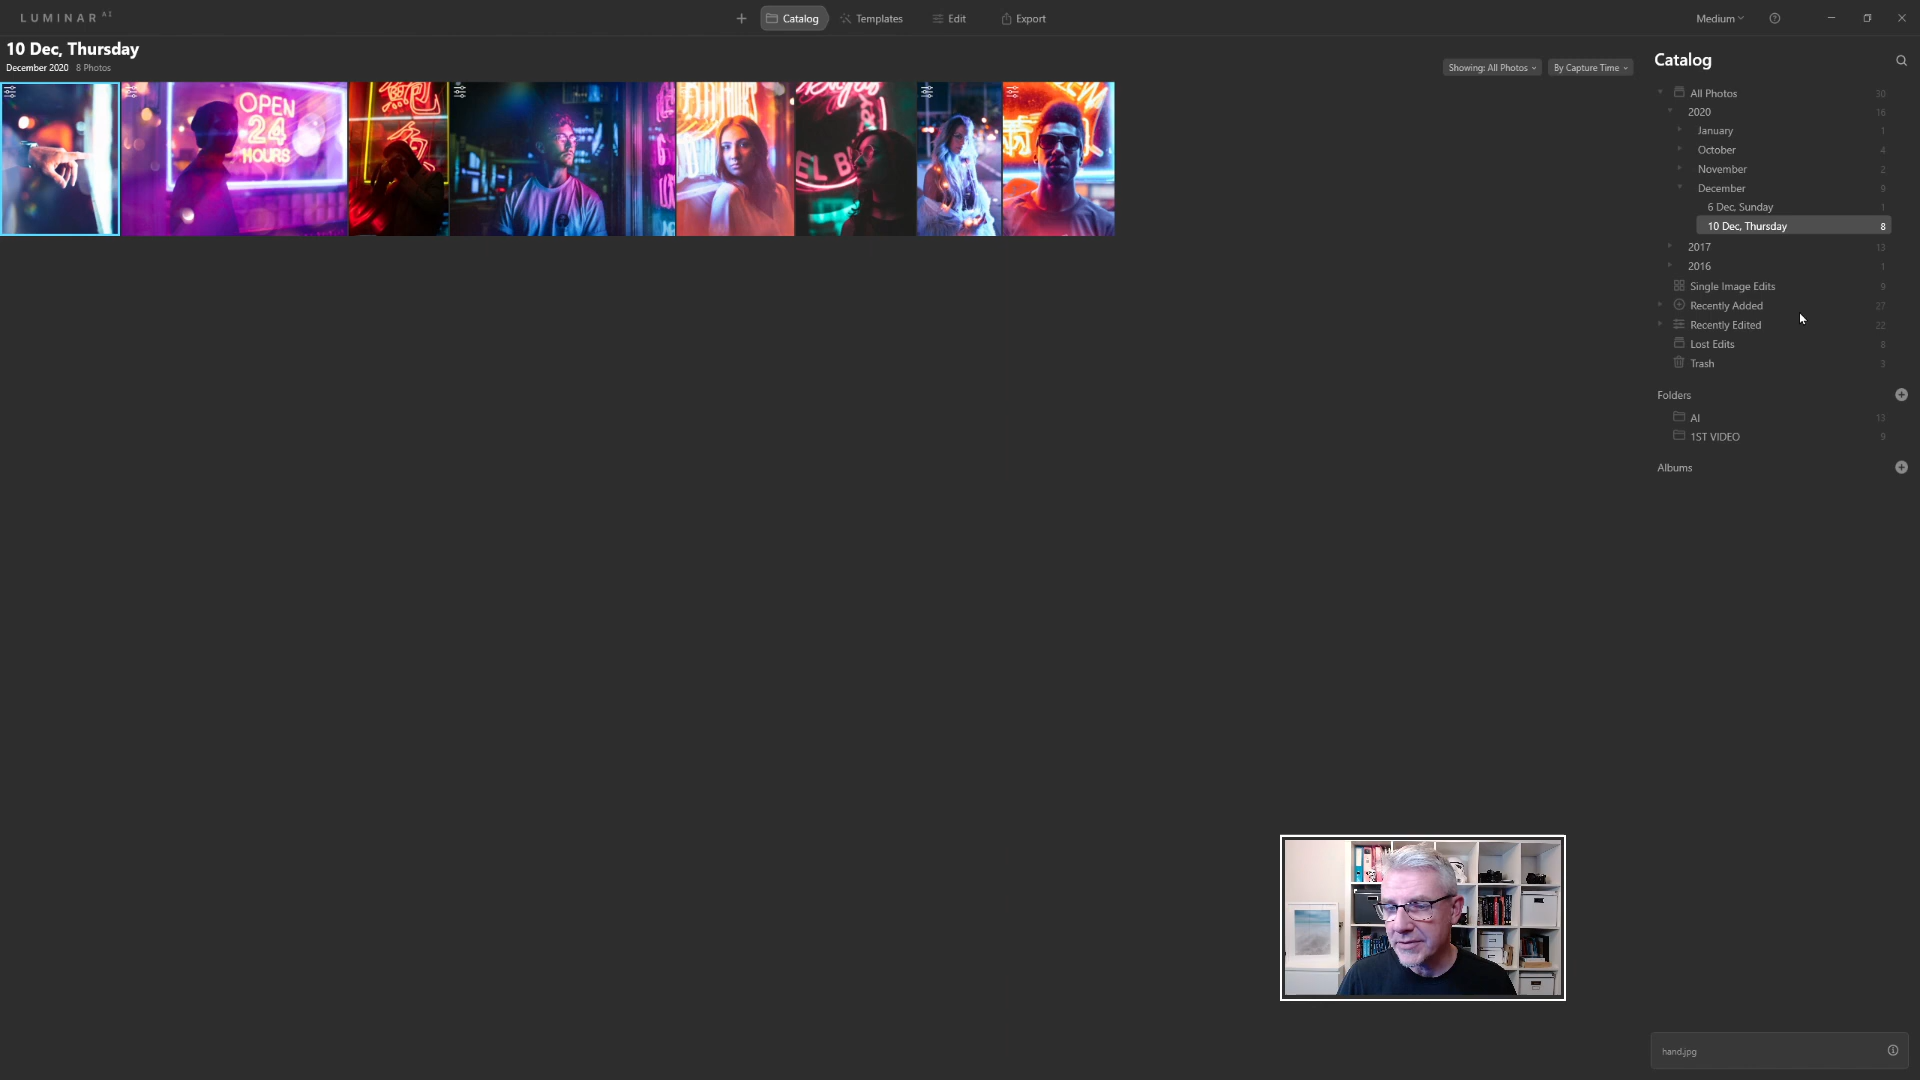 LUMINAR AI
Catalog
Templates
Edit
Export
Medium
10 Dec, Thursday
December 2020 8 Photos
Showing: All Photos
By Capture Time
OPEN
24
HOURS
EL B
Catalog
All Photos 30
2020 16
January 1
October 4
November 2
December 9
6 Dec, Sunday 1
10 Dec, Thursday 8
2017 13
2016 1
Single Image Edits 9
Recently Added 27
Recently Edited 22
Lost Edits 8
Trash 3
Folders
AI 13
1ST VIDEO 9
Albums
hand.jpg